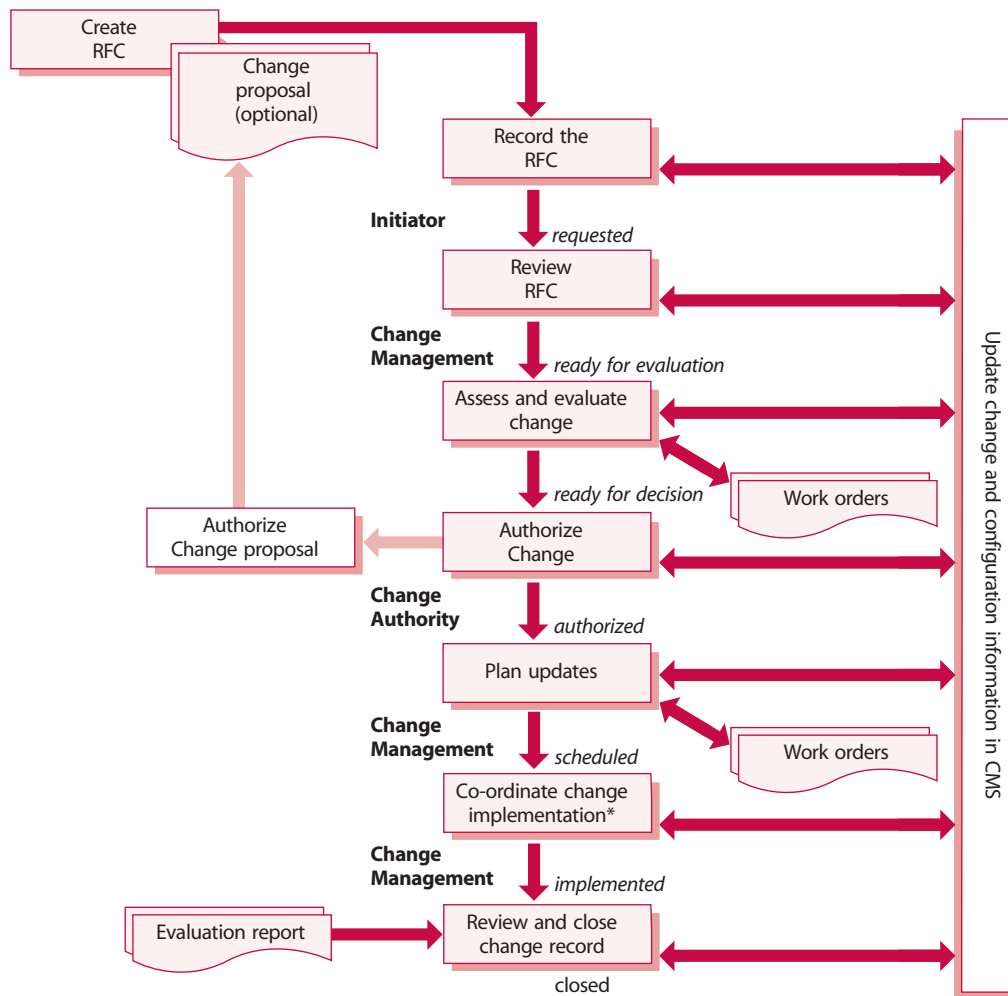 Create
RFC
Change
proposal
(optional)
Record the
RFC
Initiator
requested
Review
RFC
Change
Management
ready for evaluation
Assess and evaluate
change
Work orders
ready for decision
Authorize
Change proposal
Authorize
Change
Change
Authority
authorized
Plan updates
Work orders
Change
Management
scheduled
Co-ordinate change
implementation*
Change
Management
implemented
Evaluation report
Review and close
change record
closed
Update change and configuration information in CMS